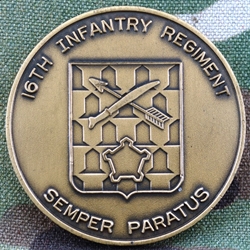 16TH INFANTRY REGIMENT
SEMPER PARATUS